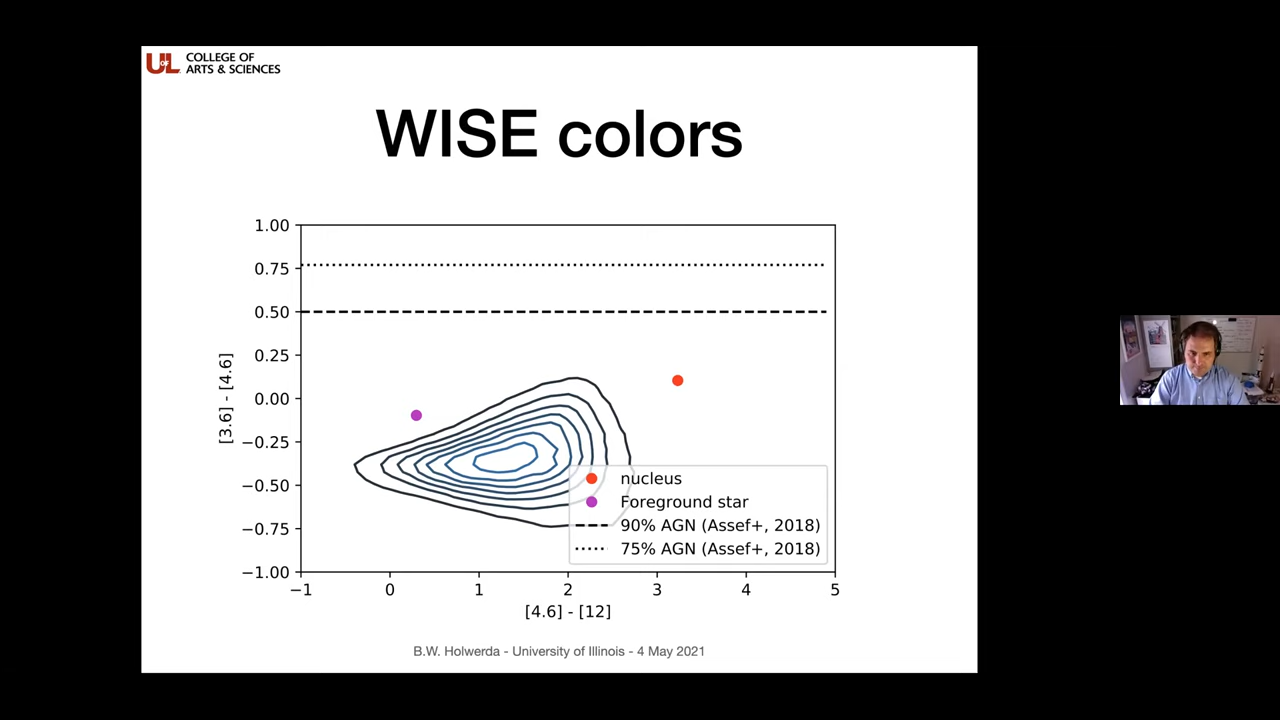 UofL COLLEGE OF
ARTS & SCIENCES
WISE colors
1.00
0.75
0.50
0.25
0.00
−0.25
−0.50
−0.75
−1.00
[3.6] - [4.6]
nucleus
Foreground star
90% AGN (Assef+, 2018)
75% AGN (Assef+, 2018)
−1 0 1 2 3 4 5
[4.6] - [12]
B.W. Holwerda - University of Illinois - 4 May 2021